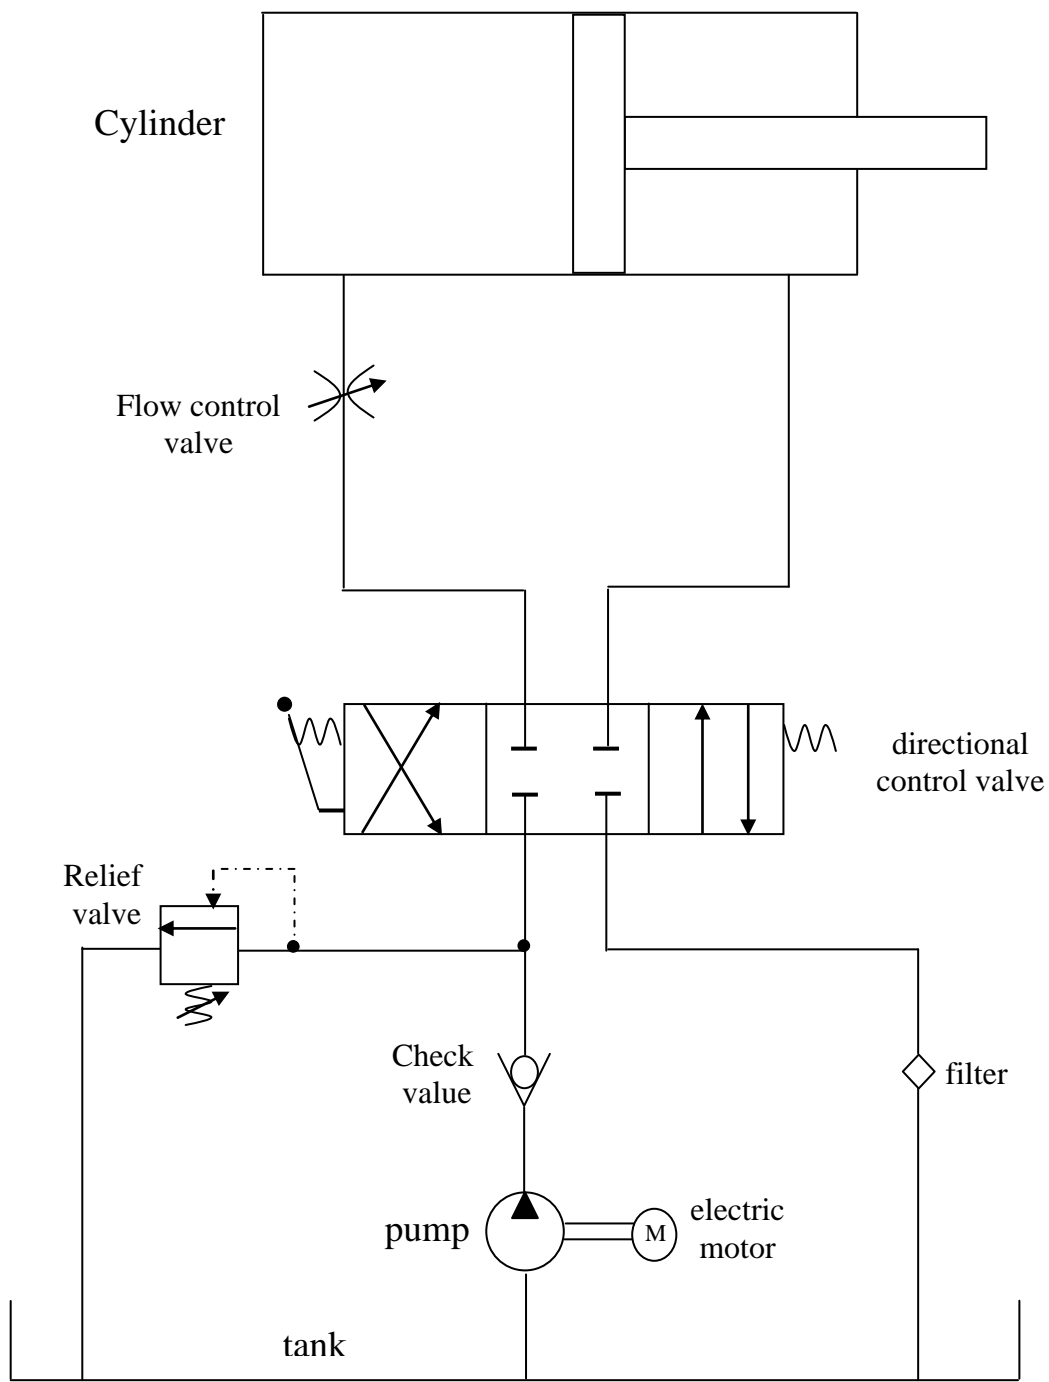 Cylinder
Flow control
valve
directional
control valve
Relief
valve
Check
value
filter
pump
M
electric
motor
tank